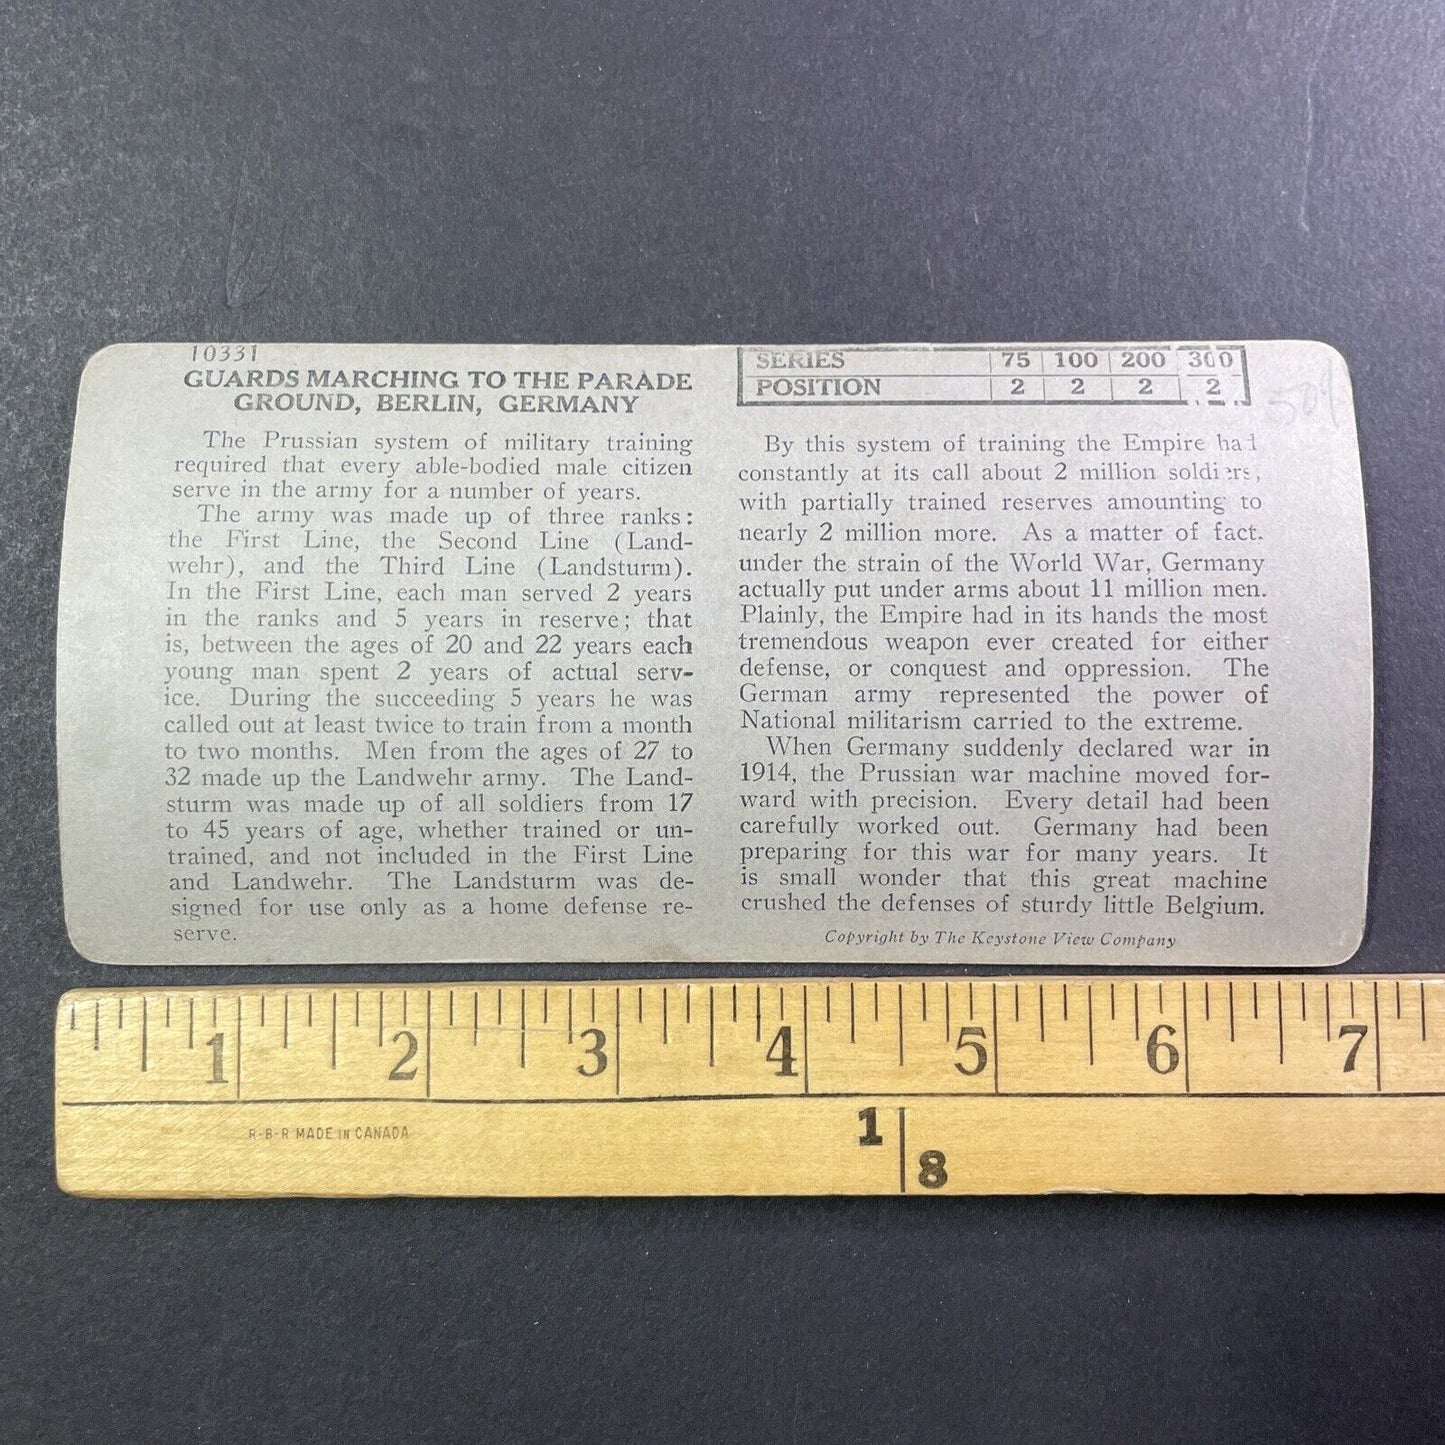 10331
GUARDS MARCHING TO THE PARADE
GROUND, BERLIN, GERMANY
The Prussian system of military training
required that every able-bodied male citizen
serve in the army for a number of years.
The army was made up of three ranks:
the First Line, the Second Line (Land-
wehr), and the Third Line (Landsturm).
In the First Line, each man served 2 years
in the ranks and 5 years in reserve; that
is, between the ages of 20 and 22 years each
young man spent 2 years of actual serv-
ice. During the succeeding 5 years he was
called out at least twice to train from a month
to two months. Men from the ages of 27 to
32 made up the Landwehr army. The Land-
sturm was made up of all soldiers from 17
to 45 years of age, whether trained or un-
trained, and not included in the First Line
and Landwehr. The Landsturm was de-
signed for use only as a home defense re-
serve.
SERIES 75 100 200 300
POSITION 2 2 2 2
By this system of training the Empire had
constantly at its call about 2 million soldiers,
with partially trained reserves amounting to
nearly 2 million more. As a matter of fact.
under the strain of the World War, Germany
actually put under arms about 11 million men.
Plainly, the Empire had in its hands the most
tremendous weapon ever created for either
defense, or conquest and oppression. The
German army represented the power of
National militarism carried to the extreme.
When Germany suddenly declared war in
1914, the Prussian war machine moved for-
ward with precision. Every detail had been
carefully worked out. Germany had been
preparing for this war for many years. It
is small wonder that this great machine
crushed the defenses of sturdy little Belgium.
Copyright by The Keystone View Company
1 2 3 4 5 6 7
R-B-R MADE IN CANADA
1
8